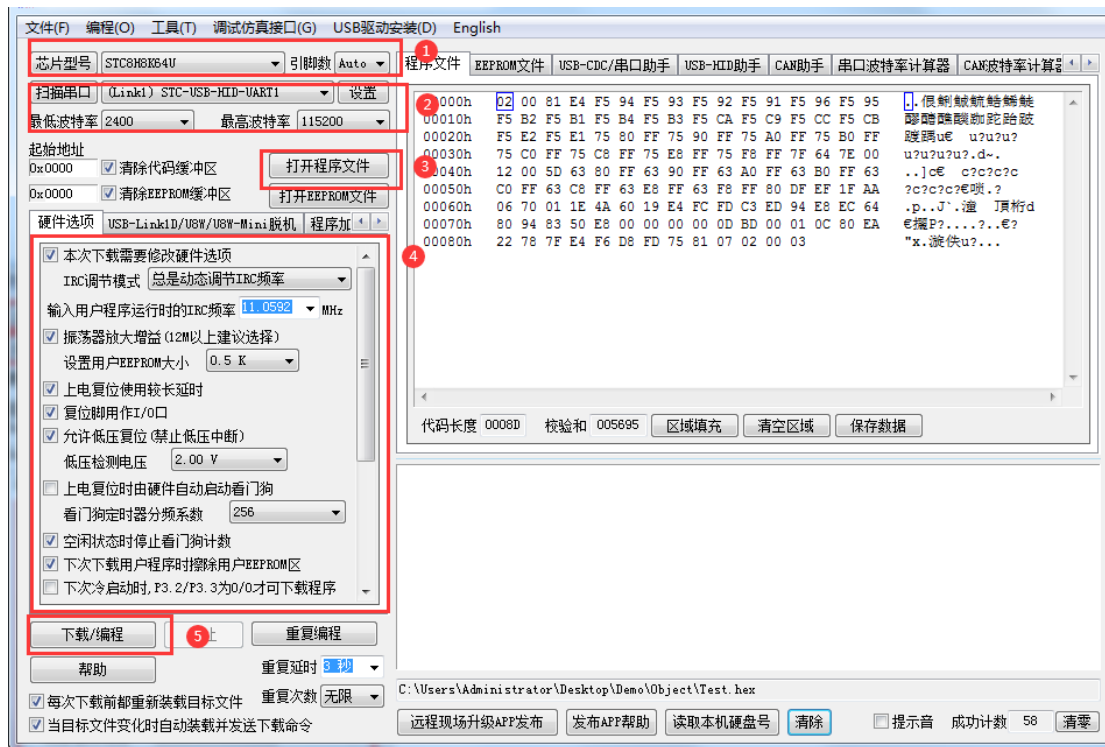 文件(F) 编程(O) 工具(T) 调试仿真接口(G) USB驱动安装(D) English
芯片型号 STC8H8K64U 引脚数 Auto
1
扫描串口 (Link1) STC-USB-HID-UART1 设置
2
最低波特率 2400 最高波特率 115200
起始地址
0x0000 清除代码缓冲区 打开程序文件
3
0x0000 清除EEPROM缓冲区 打开EEPROM文件
硬件选项 USB-Link1D/U8W/U8W-Mini脱机 程序加
4
本次下载需要修改硬件选项
IRC调节模式 总是动态调节IRC频率
输入用户程序运行时的IRC频率 11.0592 MHz
振荡器放大增益(12M以上建议选择)
设置用户EEPROM大小 0.5 K
上电复位使用较长延时
复位脚用作I/O口
允许低压复位(禁止低压中断)
低压检测电压 2.00 V
上电复位时由硬件自动启动看门狗
看门狗定时器分频系数 256
空闲状态时停止看门狗计数
下次下载用户程序时擦除用户EEPROM区
下次冷启动时,P3.2/P3.3为0/0才可下载程序
下载/编程 5 止 重复编程
帮助 重复延时 3 秒
每次下载前都重新装载目标文件 重复次数 无限
当目标文件变化时自动装载并发送下载命令
程序文件 EEPROM文件 USB-CDC/串口助手 USB-HID助手 CAN助手 串口波特率计算器 CAN波特率计算器
00000h 02 00 81 E4 F5 94 F5 93 F5 92 F5 91 F5 96 F5 95
00010h F5 B2 F5 B1 F5 B4 F5 B3 F5 CA F5 C9 F5 CC F5 CB
00020h F5 E2 F5 E1 75 80 FF 75 90 FF 75 A0 FF 75 B0 FF u€ u?u?u?
00030h 75 C0 FF 75 C8 FF 75 E8 FF 75 F8 FF 7F 64 7E 00 u?u?u?u?.d~.
00040h 12 00 5D 63 80 FF 63 90 FF 63 A0 FF 63 B0 FF 63 ..]c€ c?c?c?c
00050h C0 FF 63 C8 FF 63 E8 FF 63 F8 FF 80 DF EF 1F AA ?c?c?c?€
00060h 06 70 01 1E 4A 60 19 E4 FC FD C3 ED 94 E8 EC 64 .p..J`.
00070h 80 94 83 50 E8 00 00 00 00 0D BD 00 01 0C 80 EA
00080h 22 78 7F E4 F6 D8 FD 75 81 07 02 00 03
代码长度 0008D 校验和 005695 区域填充 清空区域 保存数据
C:\Users\Administrator\Desktop\Demo\Object\Test.hex
远程现场升级APP发布 发布APP帮助 读取本机硬盘号 清除 提示音 成功计数 58 清零